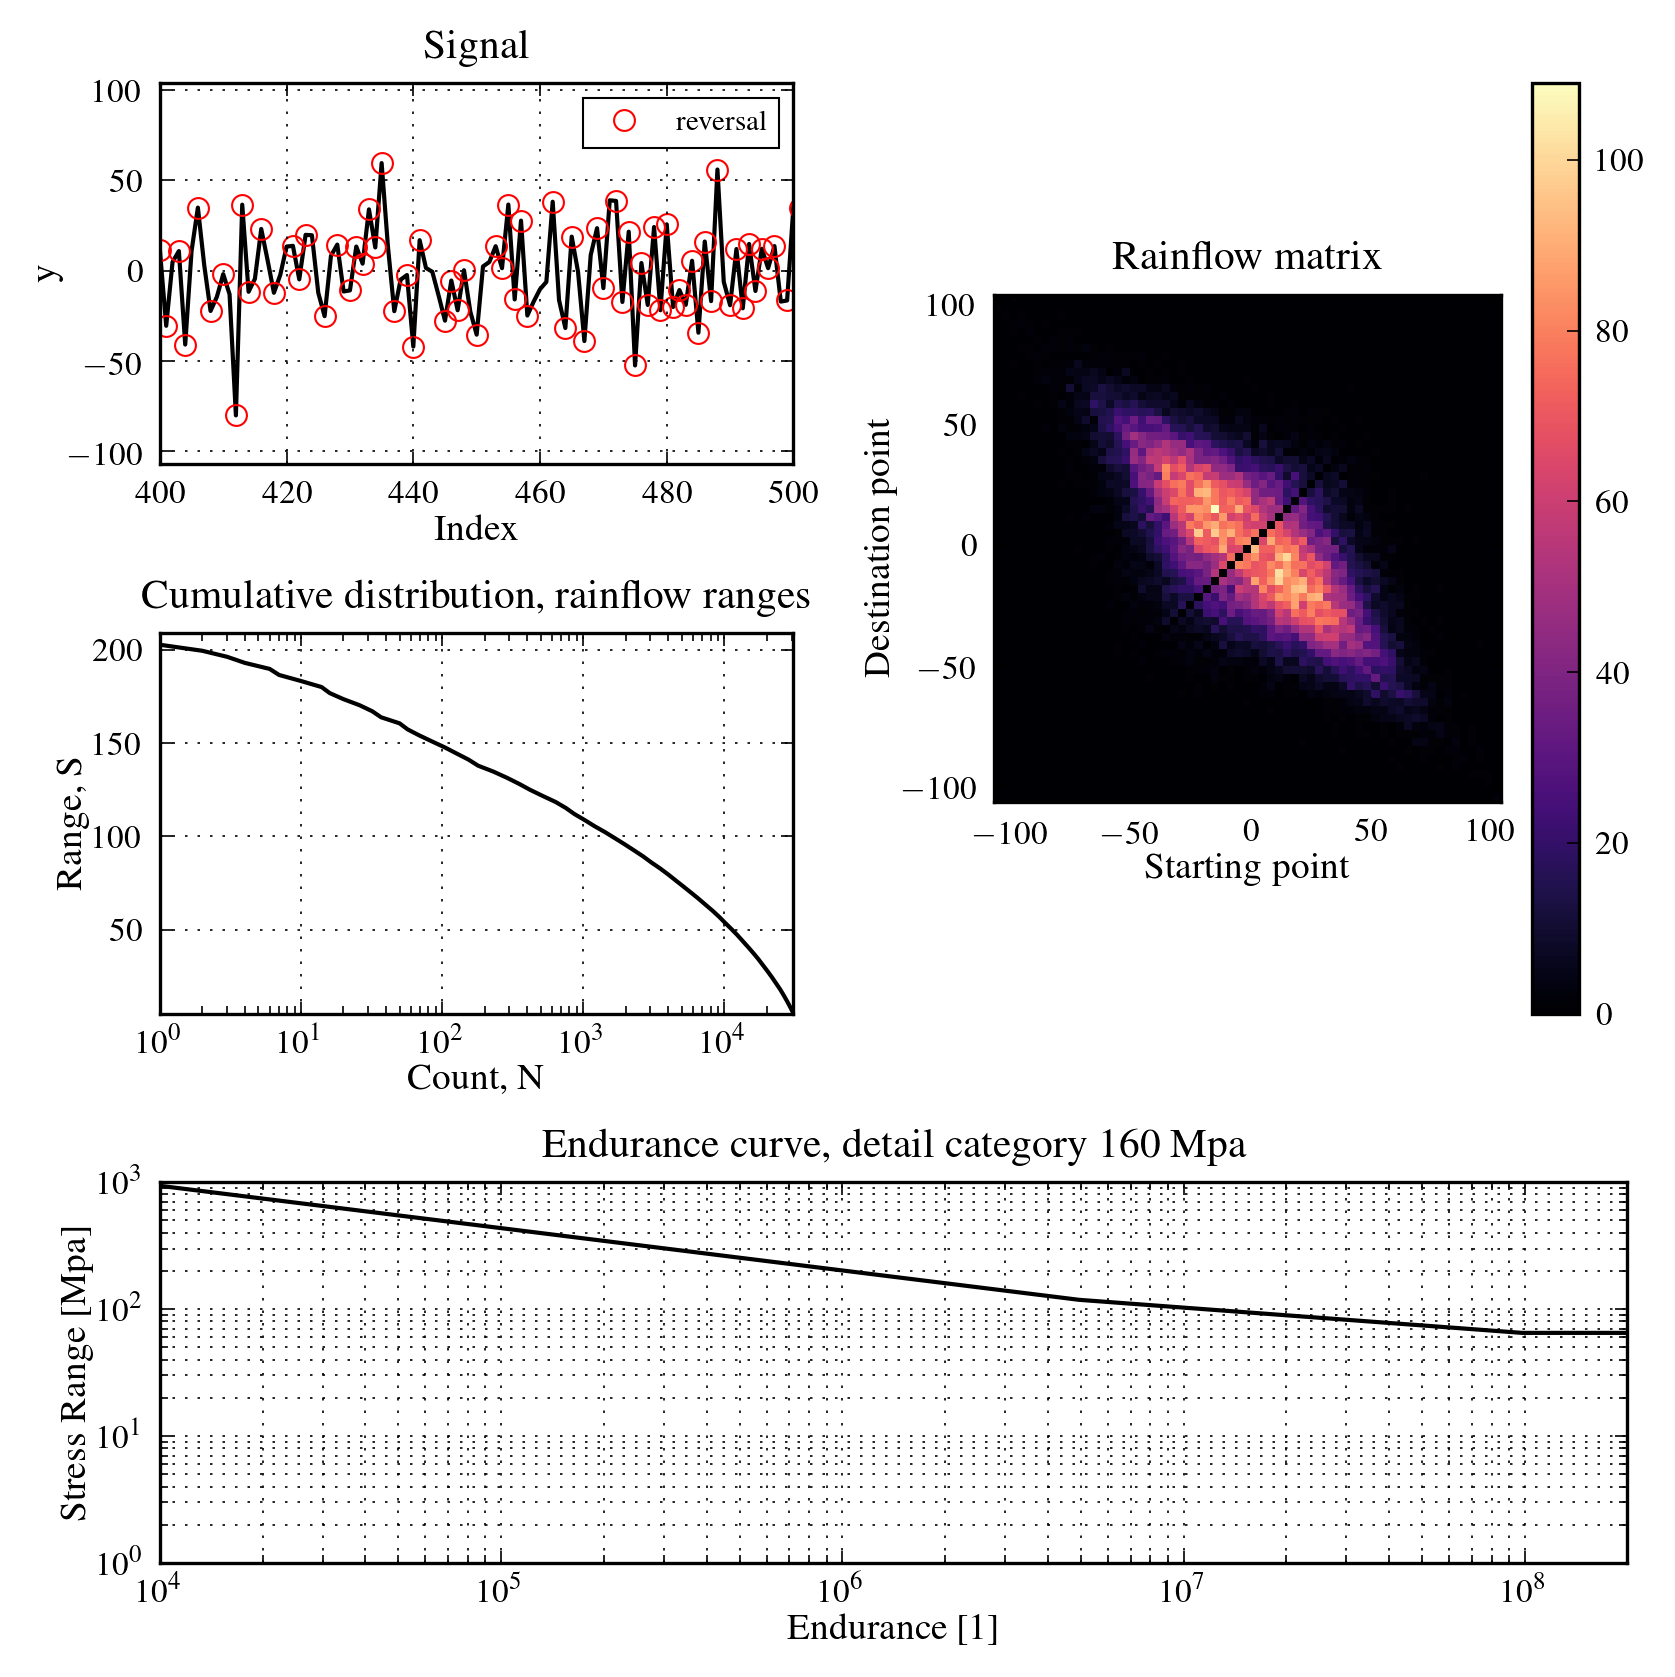 Signal
100
50
0
−50
−100
y
reversal
400 420 440 460 480 500
Index
Cumulative distribution, rainflow ranges
200
150
100
50
Range, S
10^0 10^1 10^2 10^3 10^4
Count, N
Rainflow matrix
100
50
0
−50
−100
Destination point
−100 −50 0 50 100
Starting point
100
80
60
40
20
0
Endurance curve, detail category 160 Mpa
10^3
10^2
10^1
10^0
Stress Range [Mpa]
10^4 10^5 10^6 10^7 10^8
Endurance [1]